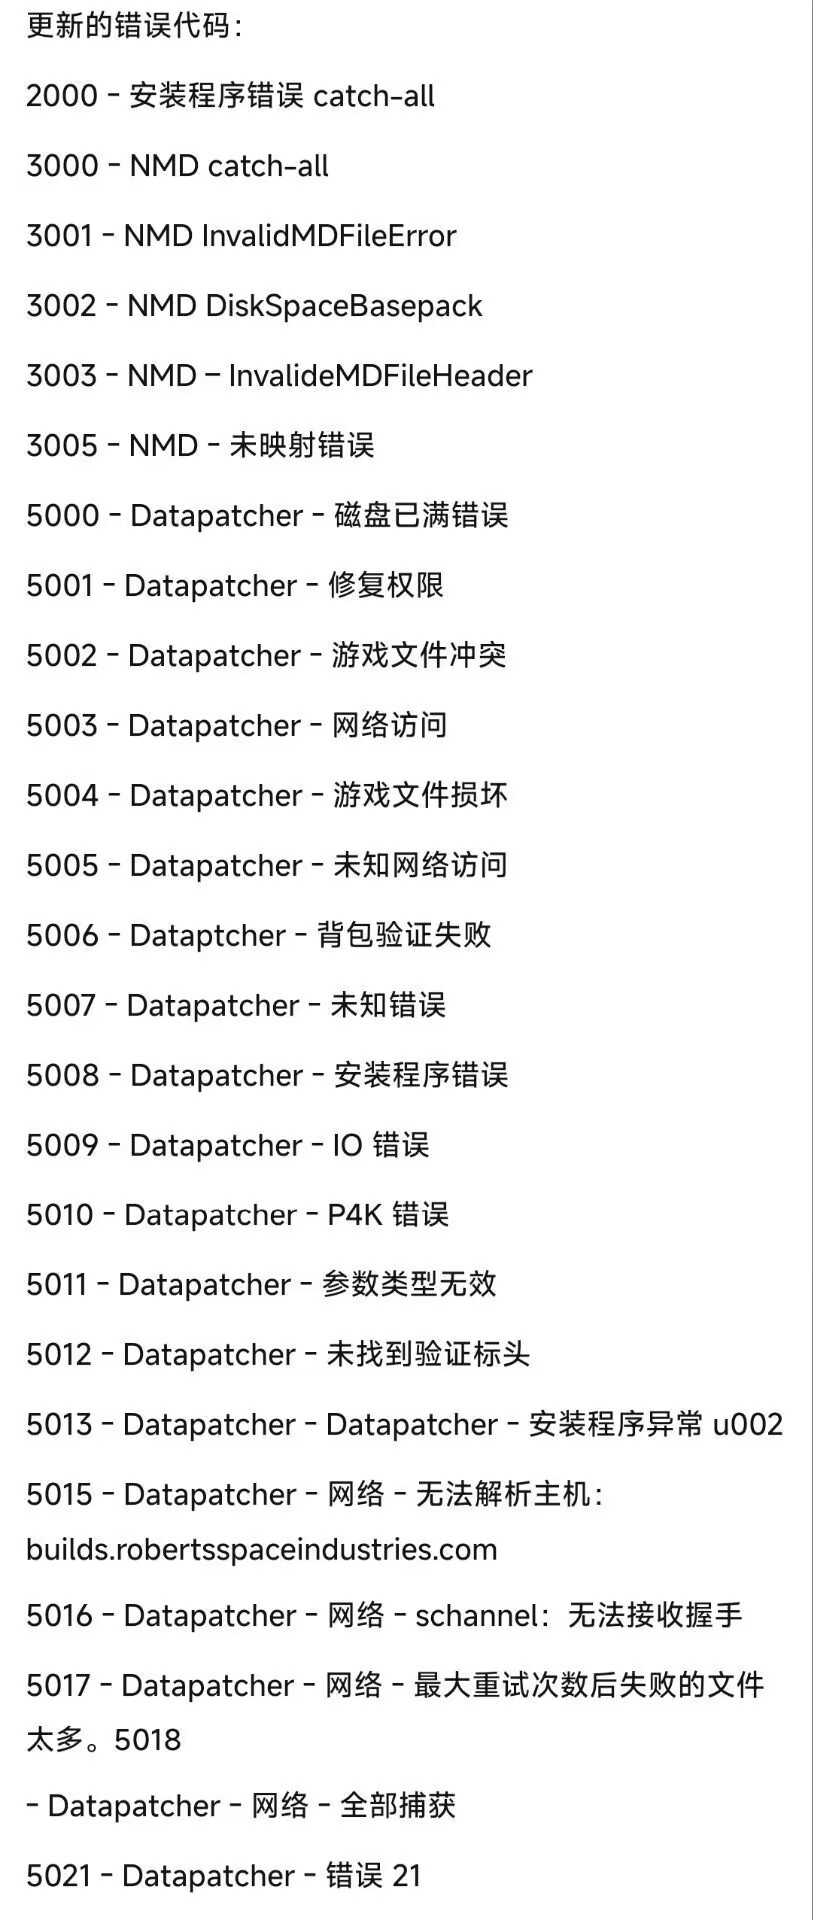 更新的错误代码：
2000 - 安装程序错误 catch-all
3000 - NMD catch-all
3001 - NMD InvalidMDFileError
3002 - NMD DiskSpaceBasepack
3003 - NMD – InvalideMDFileHeader
3005 - NMD - 未映射错误
5000 - Datapatcher - 磁盘已满错误
5001 - Datapatcher - 修复权限
5002 - Datapatcher - 游戏文件冲突
5003 - Datapatcher - 网络访问
5004 - Datapatcher - 游戏文件损坏
5005 - Datapatcher - 未知网络访问
5006 - Dataptcher - 背包验证失败
5007 - Datapatcher - 未知错误
5008 - Datapatcher - 安装程序错误
5009 - Datapatcher - IO 错误
5010 - Datapatcher - P4K 错误
5011 - Datapatcher - 参数类型无效
5012 - Datapatcher - 未找到验证标头
5013 - Datapatcher - Datapatcher - 安装程序异常 u002
5015 - Datapatcher - 网络 - 无法解析主机：
builds.robertsspaceindustries.com
5016 - Datapatcher - 网络 - schannel：无法接收握手
5017 - Datapatcher - 网络 - 最大重试次数后失败的文件
太多。5018
- Datapatcher - 网络 - 全部捕获
5021 - Datapatcher - 错误 21